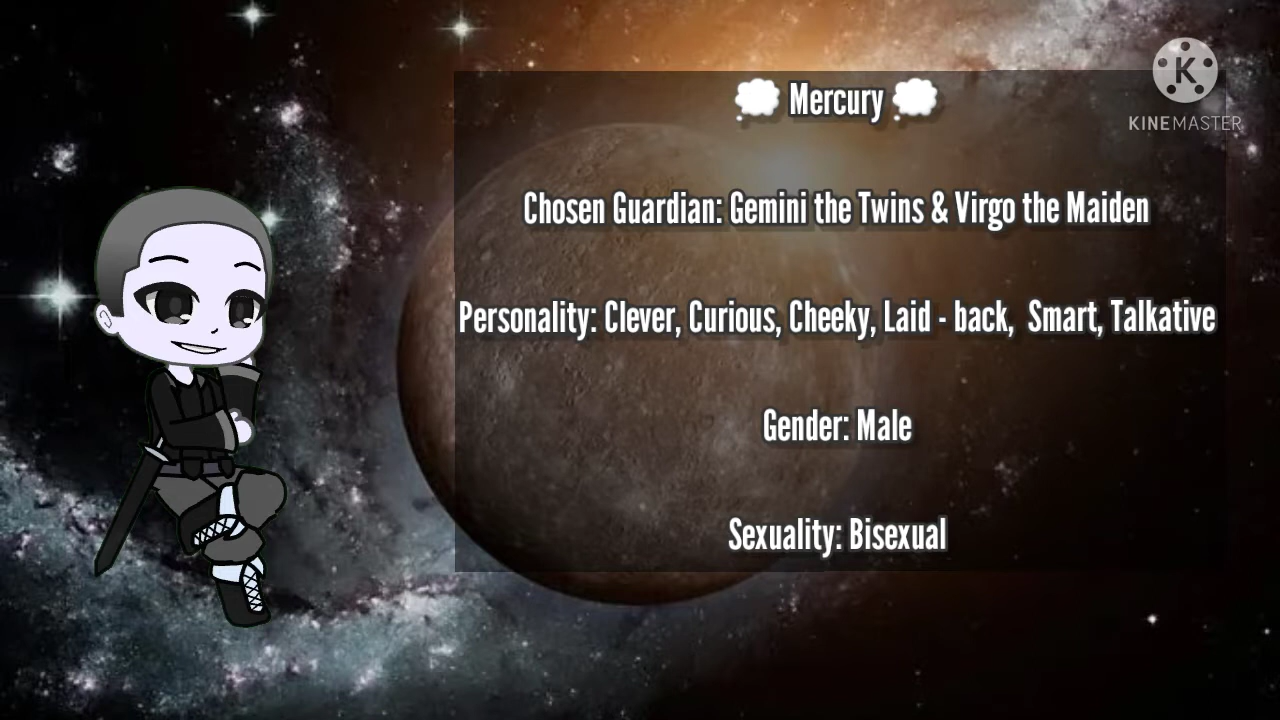 Mercury
KINEMASTER
Chosen Guardian: Gemini the Twins & Virgo the Maiden
Personality: Clever, Curious, Cheeky, Laid - back,  Smart, Talkative
Gender: Male
Sexuality: Bisexual